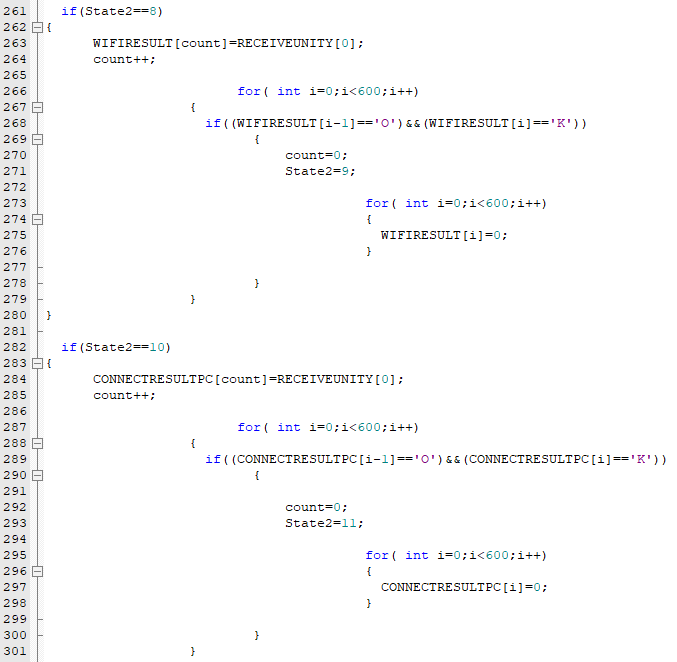 261 if(State2==8)
262 {
263 WIFIRESULT[count]=RECEIVEUNITY[0];
264 count++;
265
266 for( int i=0;i<600;i++)
267 {
268 if((WIFIRESULT[i-1]=='O')&&(WIFIRESULT[i]=='K'))
269 {
270 count=0;
271 State2=9;
272
273 for( int i=0;i<600;i++)
274 {
275 WIFIRESULT[i]=0;
276 }
277
278 }
279 }
280 }
281
282 if(State2==10)
283 {
284 CONNECTRESULTPC[count]=RECEIVEUNITY[0];
285 count++;
286
287 for( int i=0;i<600;i++)
288 {
289 if((CONNECTRESULTPC[i-1]=='O')&&(CONNECTRESULTPC[i]=='K'))
290 {
291
292 count=0;
293 State2=11;
294
295 for( int i=0;i<600;i++)
296 {
297 CONNECTRESULTPC[i]=0;
298 }
299
300 }
301 }